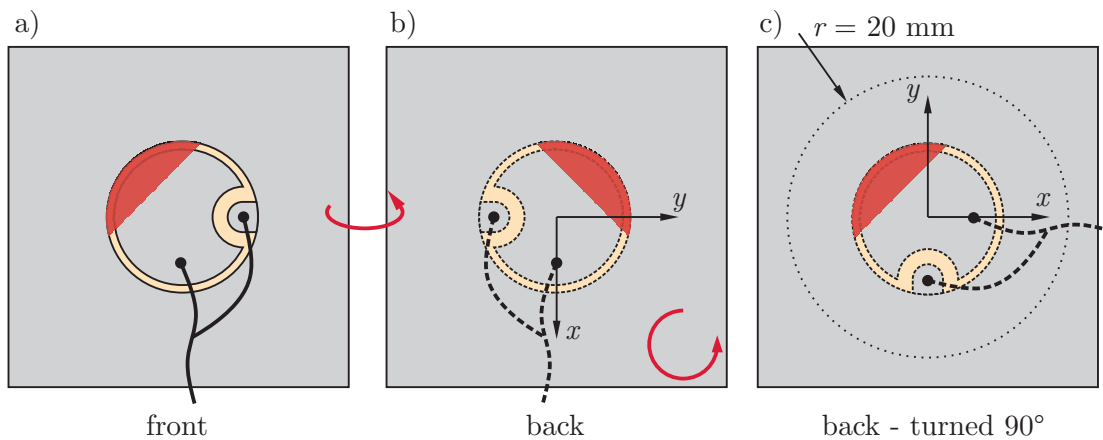 a)
b)
c)
r = 20 mm
y
x
y
x
front
back
back - turned 90°